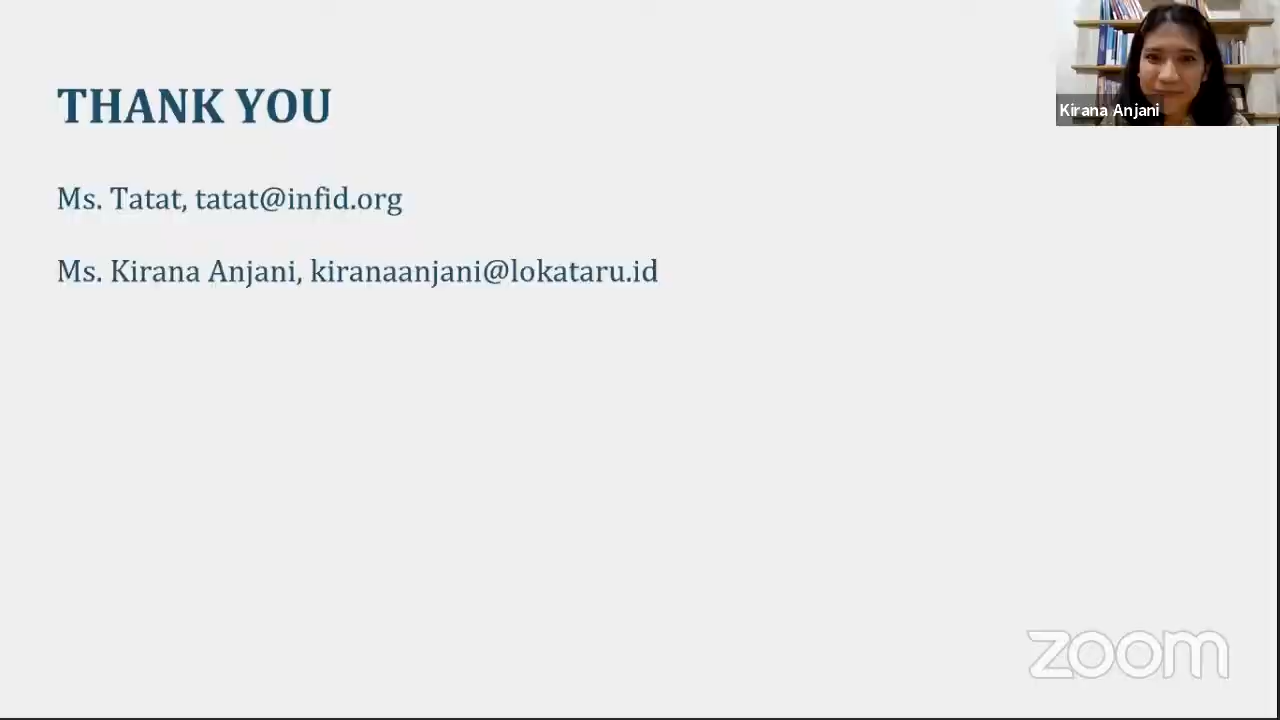 THANK YOU
Kirana Anjani
Ms. Tatat, tatat@infid.org
Ms. Kirana Anjani, kiranaanjani@lokataru.id
zoom